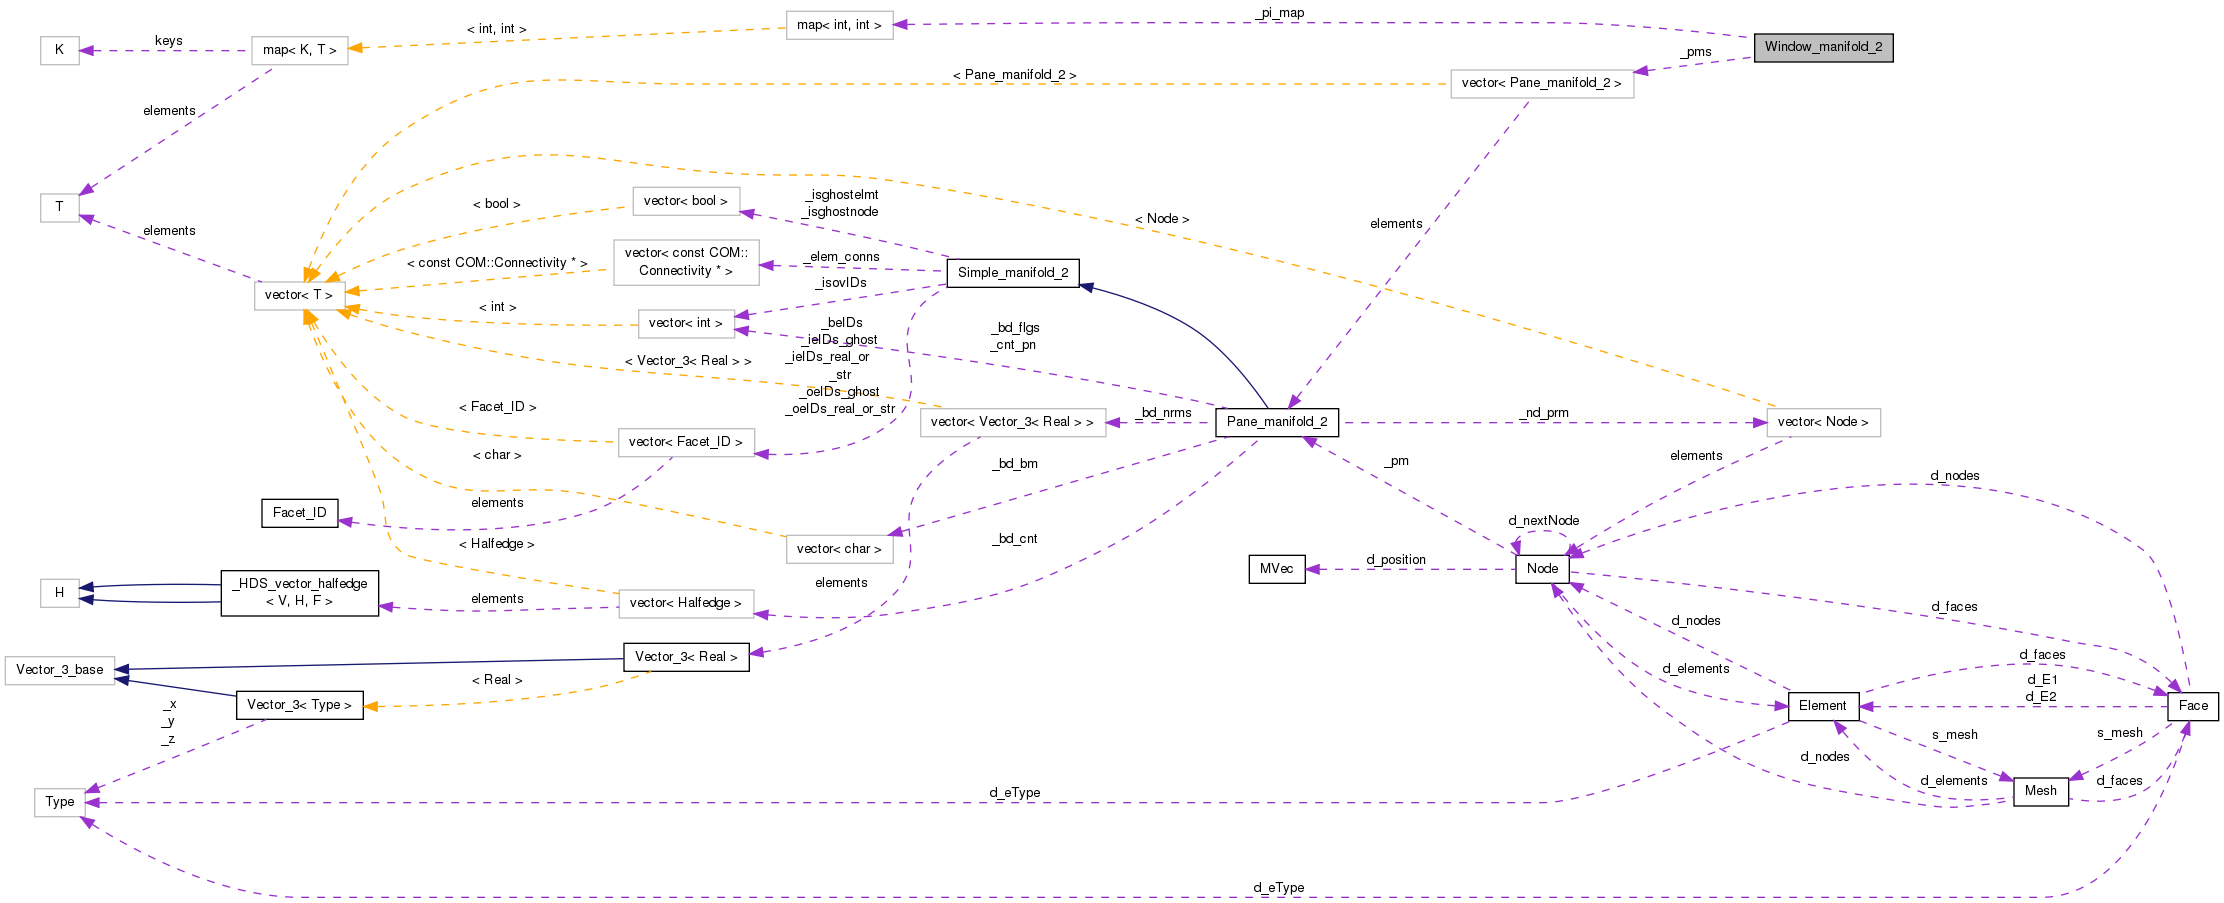 _pi_map
map< int, int >
< int, int >
Window_manifold_2
K
keys
map< K, T >
_pms
< Pane_manifold_2 >
vector< Pane_manifold_2 >
elements
T
elements
vector< bool >
< bool >
_isghostelmt
_isghostnode
< Node >
elements
vector< const COM::
Connectivity * >
< const COM::Connectivity * >
_elem_conns
Simple_manifold_2
_isovIDs
vector< T >
< int >
vector< int >
_beIDs
_ieIDs_ghost
_ieIDs_real_or
_str
_oeIDs_ghost
_oeIDs_real_or_str
_bd_flgs
_cnt_pn
< Vector_3< Real > >
< Facet_ID >
vector< Facet_ID >
vector< Vector_3< Real > >
_bd_nrms
Pane_manifold_2
_nd_prm
vector< Node >
< char >
_bd_bm
_pm
elements
d_nodes
elements
Facet_ID
vector< char >
< Halfedge >
_bd_cnt
d_nextNode
MVec
d_position
Node
H
_HDS_vector_halfedge
< V, H, F >
elements
vector< Halfedge >
elements
d_faces
d_nodes
Vector_3_base
Vector_3< Real >
< Real >
Vector_3< Type >
_x
_y
_z
d_elements
d_faces
d_E1
d_E2
Element
Face
s_mesh
s_mesh
d_nodes
d_elements
d_faces
Mesh
Type
d_eType
d_eType